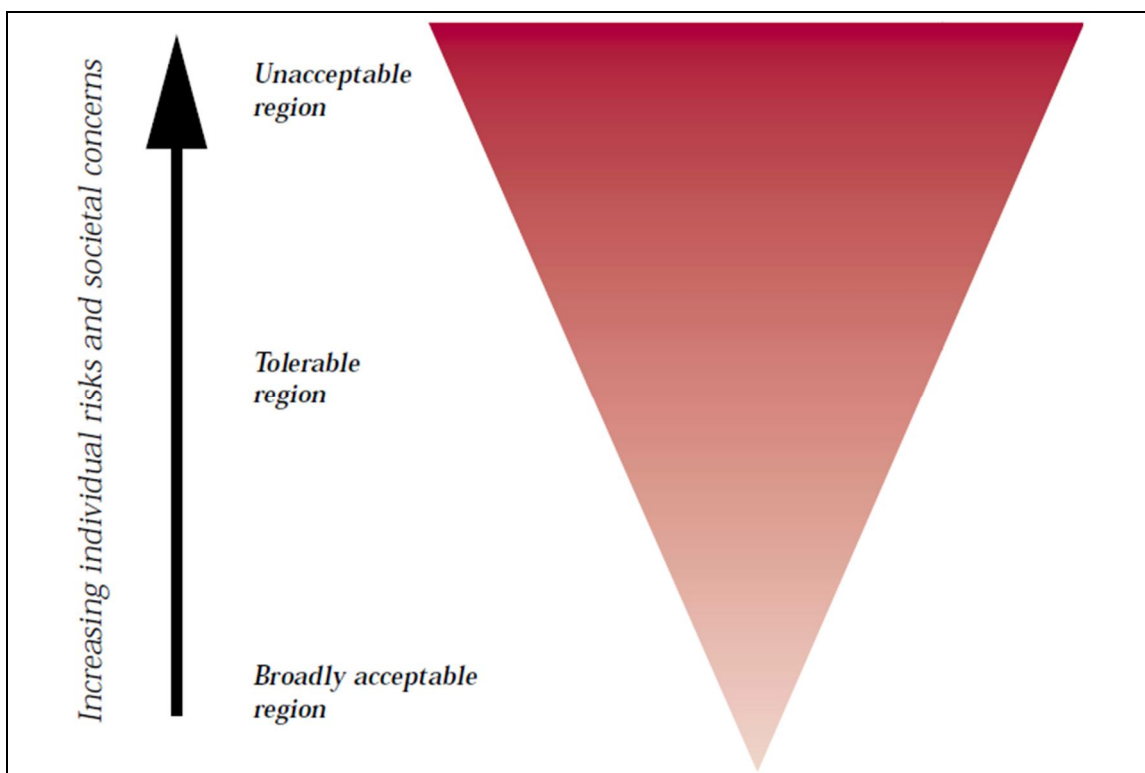 Increasing individual risks and societal concerns
Unacceptable
region
Tolerable
region
Broadly acceptable
region